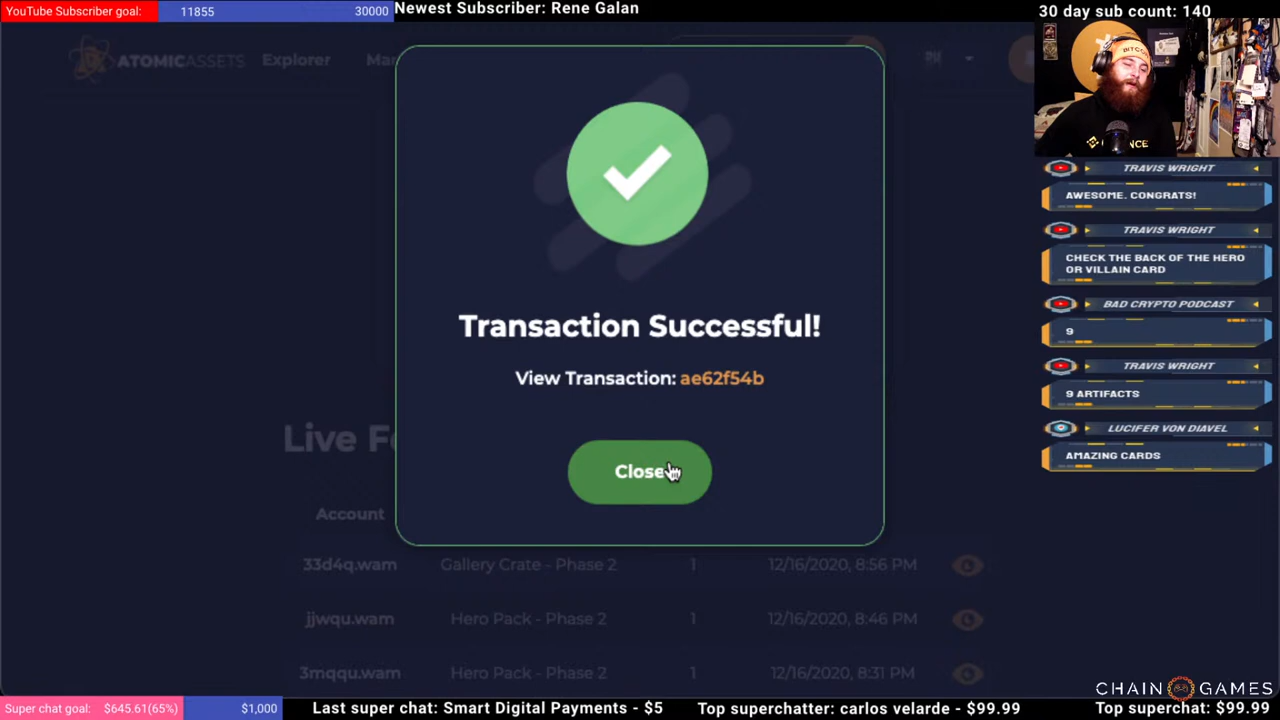 YouTube Subscriber goal: 11855 30000
Newest Subscriber: Rene Galan
30 day sub count: 140
ATOMICASSETS Explorer
BITCO
NCE
Transaction Successful!
View Transaction: ae62f54b
Close
Live
Account
33d4q.wam Gallery Crate - Phase 2 1 12/16/2020, 8:56 PM
jjwqu.wam Hero Pack - Phase 2 1 12/16/2020, 8:46 PM
3mqqu.wam Hero Pack - Phase 2 1 12/16/2020, 8:31 PM
TRAVIS WRIGHT
AWESOME. CONGRATS!
TRAVIS WRIGHT
CHECK THE BACK OF THE HERO
OR VILLAIN CARD
BAD CRYPTO PODCAST
9
TRAVIS WRIGHT
9 ARTIFACTS
LUCIFER VON DIAVEL
AMAZING CARDS
CHAIN GAMES
Super chat goal: $645.61(65%) $1,000
Last super chat: Smart Digital Payments - $5
Top superchatter: carlos velarde - $99.99
Top superchat: $99.99